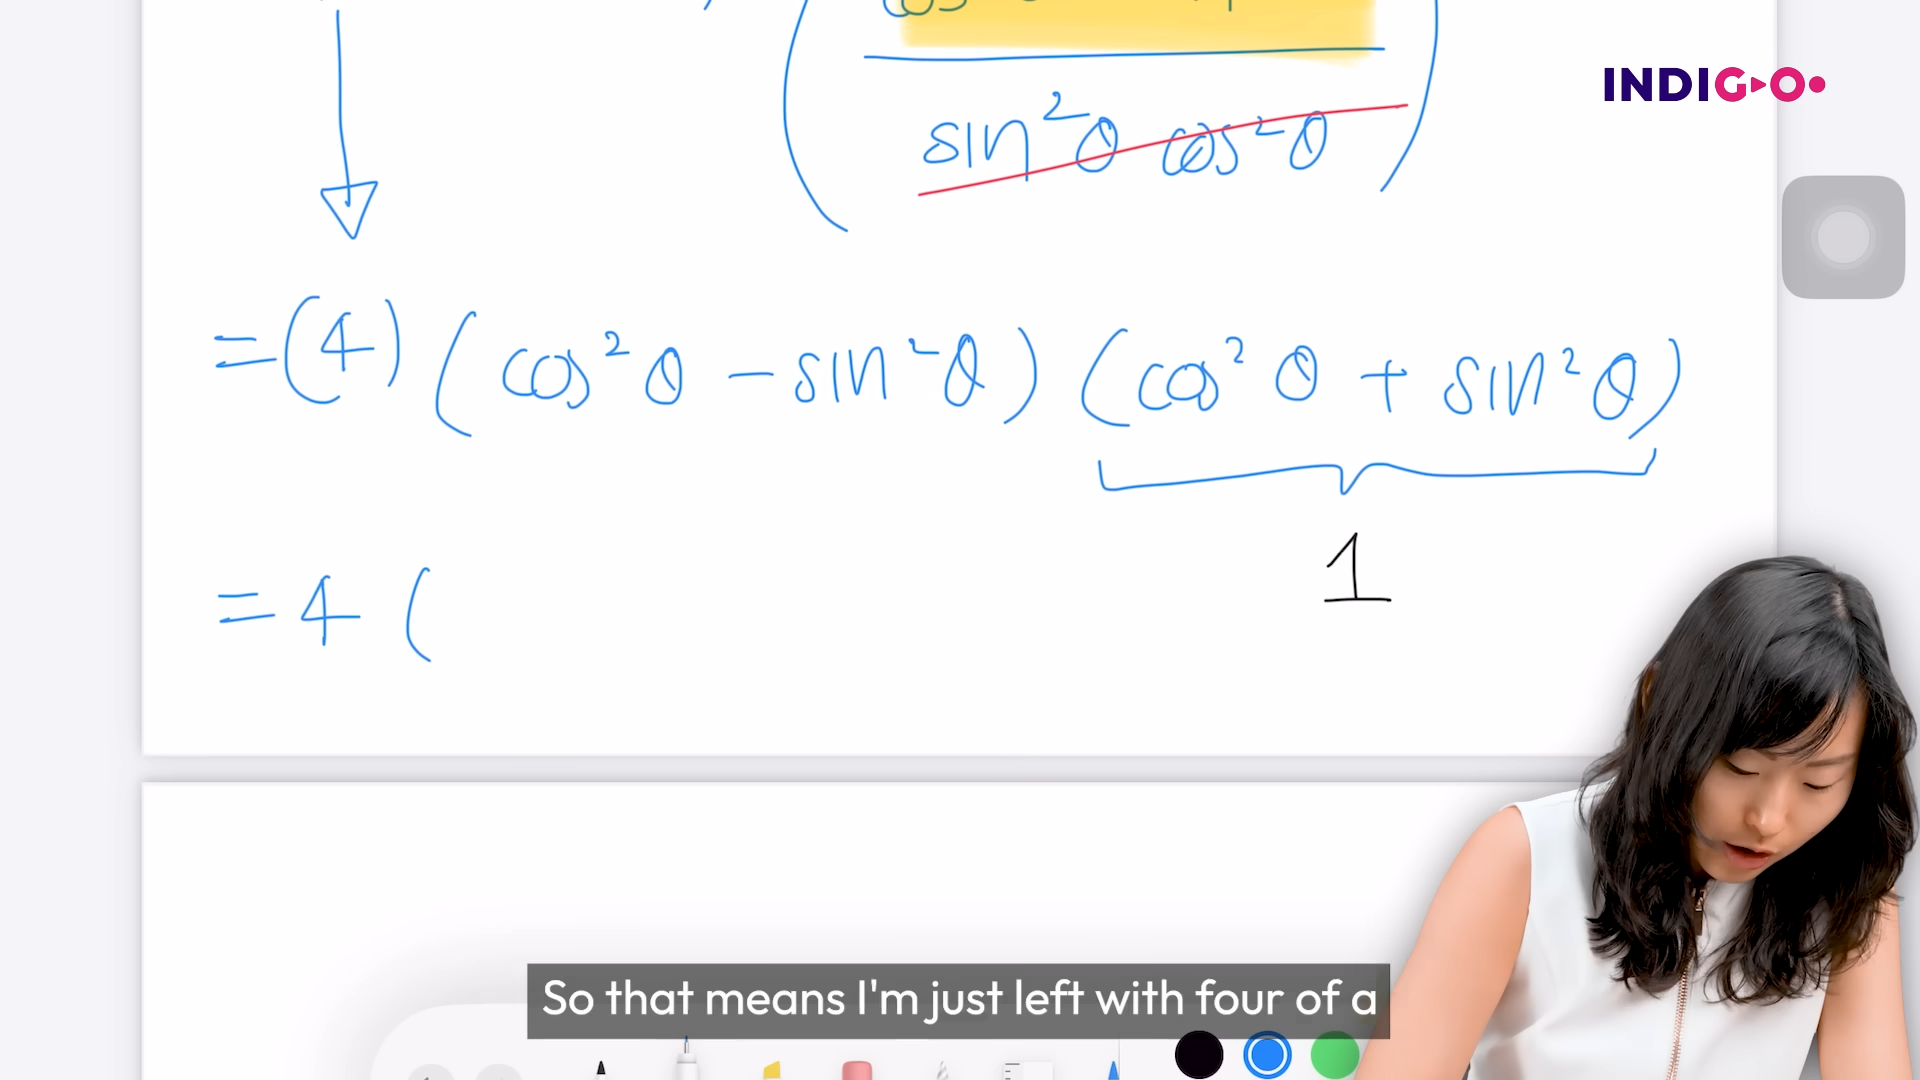 INDIGO
sin²θ cos²θ
= (4) (cos²θ - sin²θ) (cos²θ + sin²θ)
1
= 4 (
So that means I'm just left with four of a